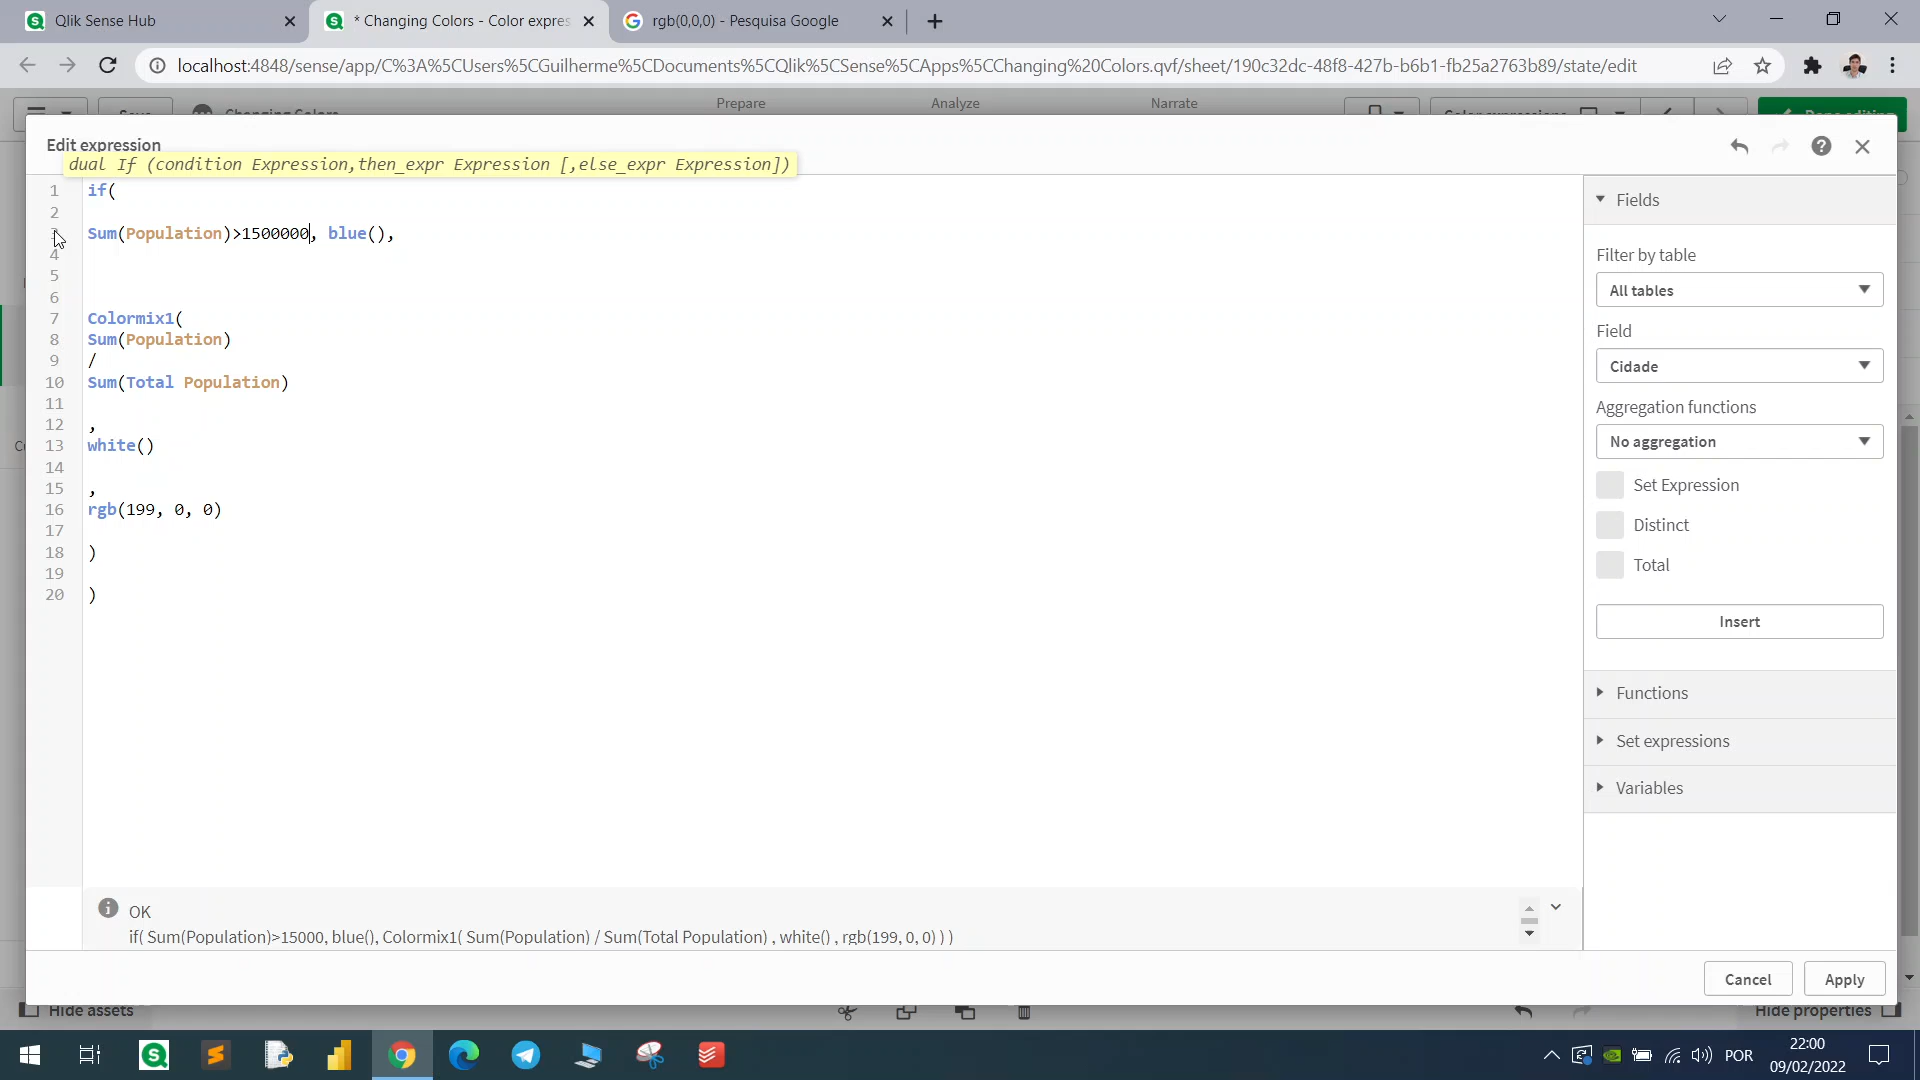 Qlik Sense Hub
* Changing Colors - Color expres
rgb(0,0,0) - Pesquisa Google
localhost:4848/sense/app/C%3A%5CUsers%5CGuilherme%5CDocuments%5CQlik%5CSense%5CApps%5CChanging%20Colors.qvf/sheet/190c32dc-48f8-427b-b6b1-fb25a2763b89/state/edit
Prepare
Analyze
Narrate
Save
Changing Colors
Color expressions
Done editing
Edit expression
dual If (condition Expression,then_expr Expression [,else_expr Expression])
1 if(
2
3 Sum(Population)>1500000, blue(),
4
5
6
7 Colormix1(
8 Sum(Population)
9 /
10 Sum(Total Population)
11
12 ,
13 white()
14
15 ,
16 rgb(199, 0, 0)
17
18 )
19
20 )
OK
if( Sum(Population)>15000, blue(), Colormix1( Sum(Population) / Sum(Total Population) , white() , rgb(199, 0, 0) ) )
Fields
Filter by table
All tables
Field
Cidade
Aggregation functions
No aggregation
Set Expression
Distinct
Total
Insert
Functions
Set expressions
Variables
Cancel
Apply
Hide assets
Hide properties
POR
22:00
09/02/2022